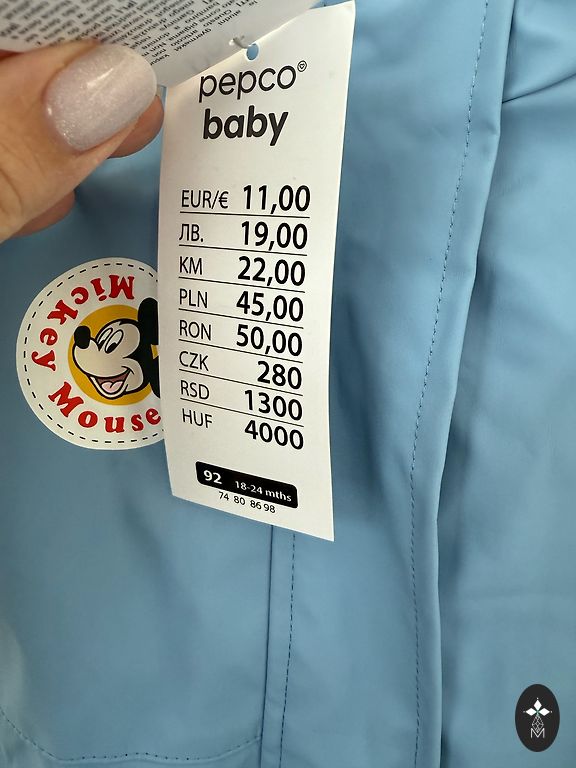 pepco
baby
EUR/€ 11,00
ЛВ. 19,00
KM 22,00
PLN 45,00
RON 50,00
CZK 280
RSD 1300
HUF 4000
92 18-24 mths
74 80 86 98
Mickey Mouse